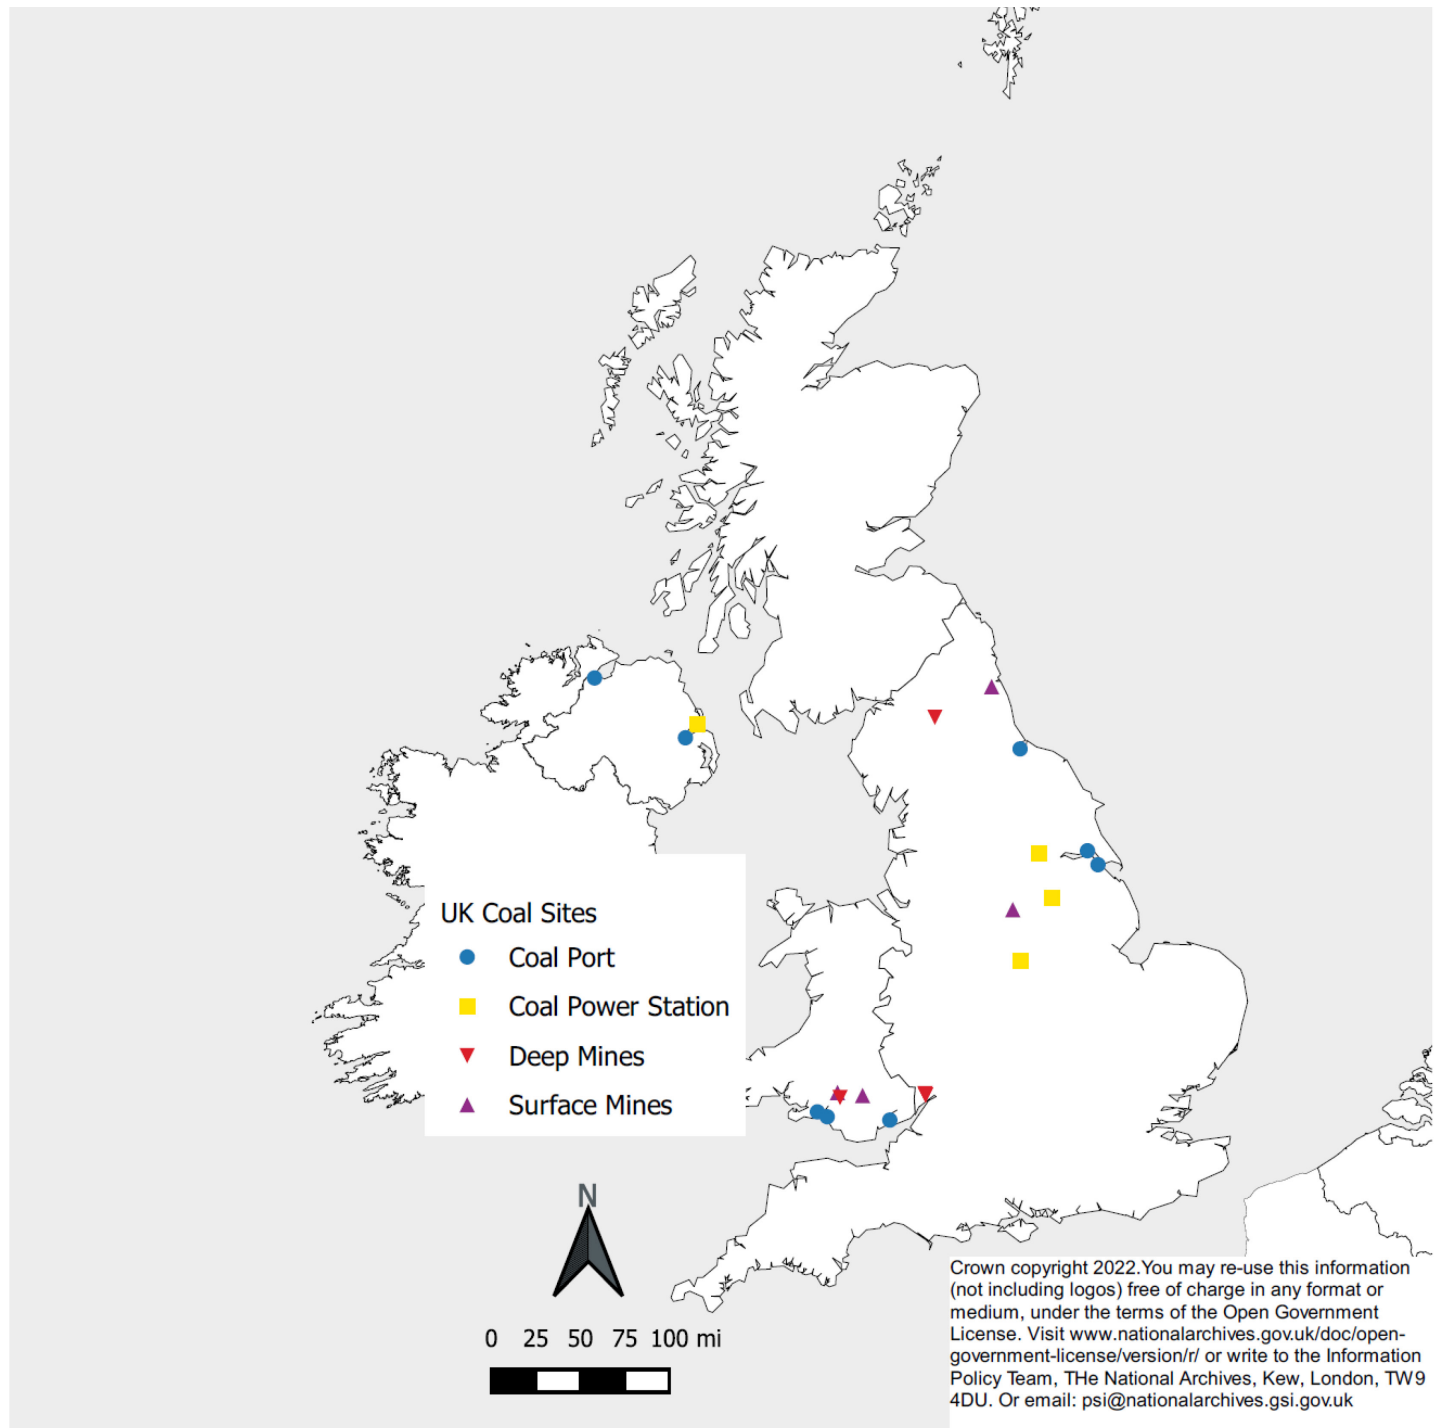 UK Coal Sites
Coal Port
Coal Power Station
Deep Mines
Surface Mines
N
0 25 50 75 100 mi
Crown copyright 2022.You may re-use this information
(not including logos) free of charge in any format or
medium, under the terms of the Open Government
License. Visit www.nationalarchives.gov.uk/doc/open-
government-license/version/r/ or write to the Information
Policy Team, THe National Archives, Kew, London, TW9
4DU. Or email: psi@nationalarchives.gsi.gov.uk